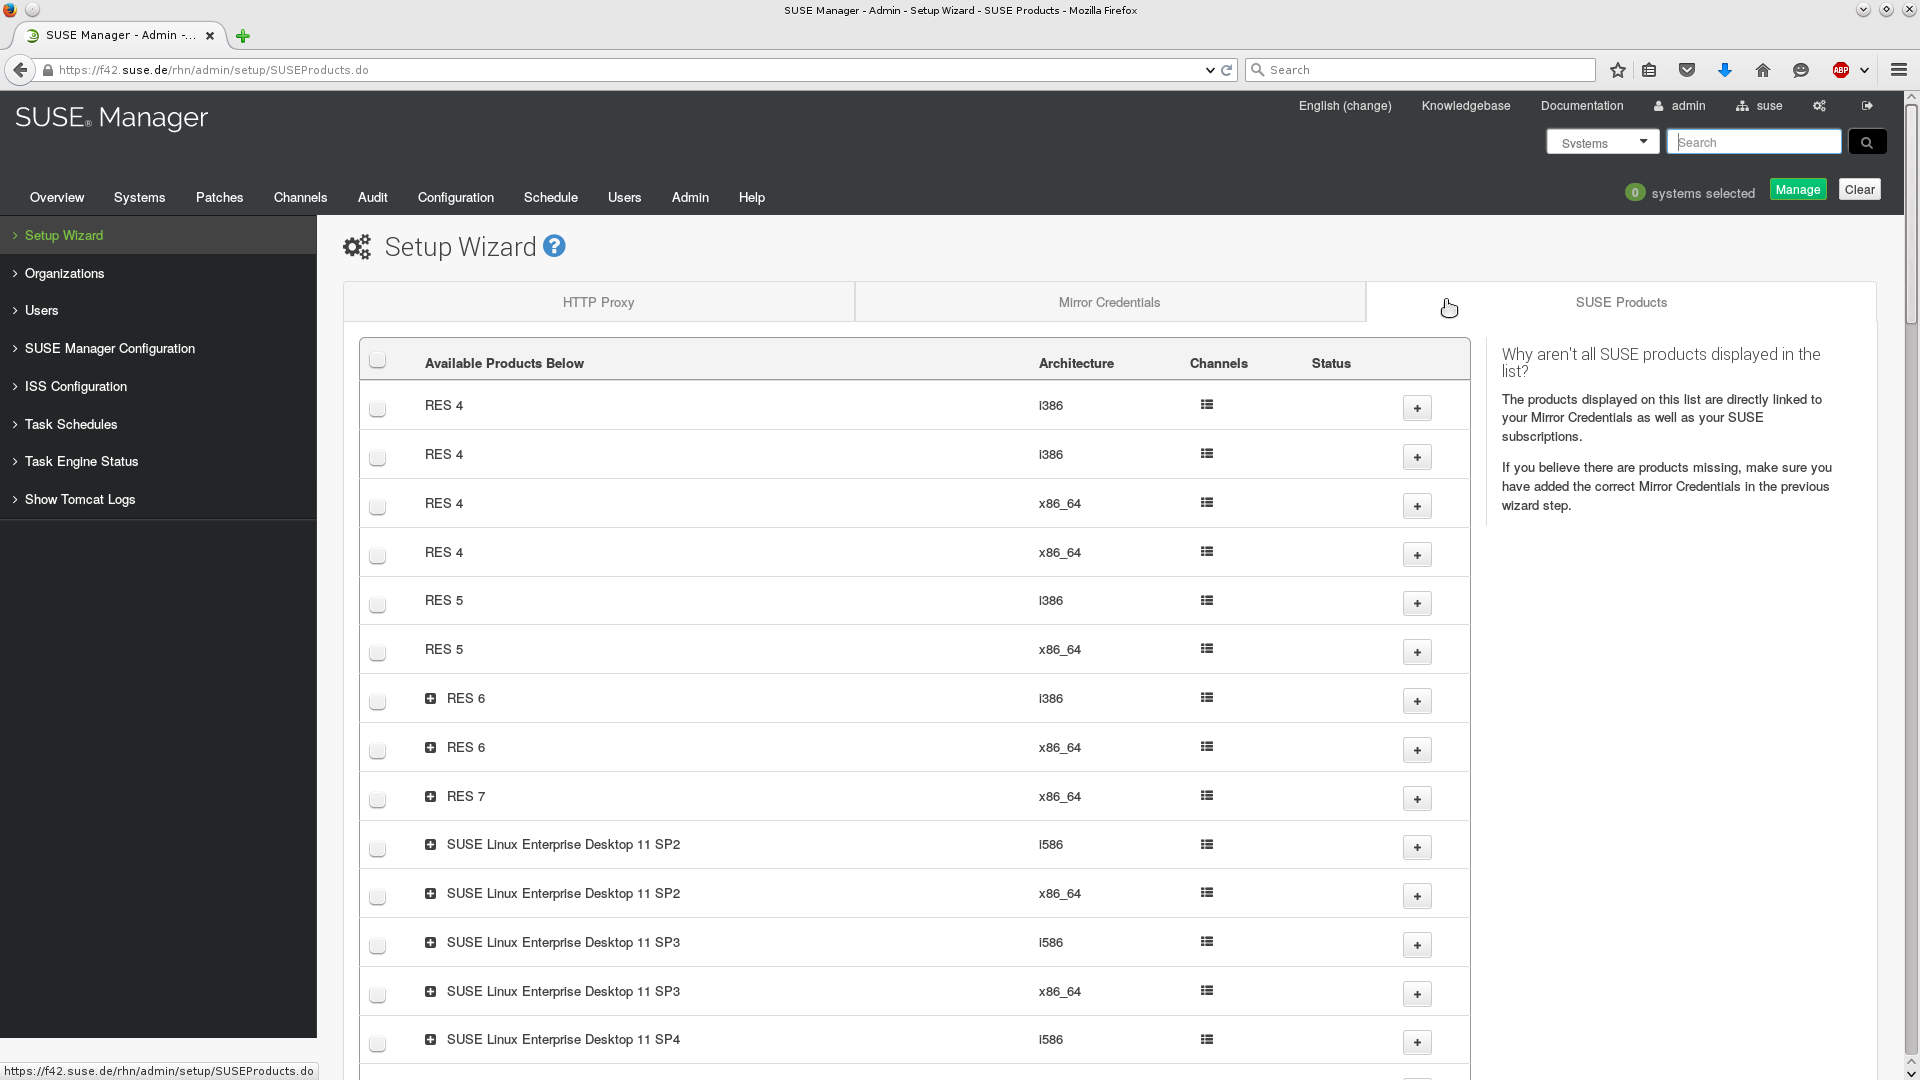 SUSE Manager - Admin - Setup Wizard - SUSE Products - Mozilla Firefox
SUSE Manager - Admin -...
https://f42.suse.de/rhn/admin/setup/SUSEProducts.do
Search
ABP
SUSE® Manager
English (change)
Knowledgebase
Documentation
admin
suse
Systems
Search
Overview
Systems
Patches
Channels
Audit
Configuration
Schedule
Users
Admin
Help
0 systems selected
Manage
Clear
Setup Wizard
Organizations
Users
SUSE Manager Configuration
ISS Configuration
Task Schedules
Task Engine Status
Show Tomcat Logs
Setup Wizard
HTTP Proxy
Mirror Credentials
SUSE Products
Available Products Below Architecture Channels Status
RES 4 i386
RES 4 i386
RES 4 x86_64
RES 4 x86_64
RES 5 i386
RES 5 x86_64
RES 6 i386
RES 6 x86_64
RES 7 x86_64
SUSE Linux Enterprise Desktop 11 SP2 i586
SUSE Linux Enterprise Desktop 11 SP2 x86_64
SUSE Linux Enterprise Desktop 11 SP3 i586
SUSE Linux Enterprise Desktop 11 SP3 x86_64
SUSE Linux Enterprise Desktop 11 SP4 i586
Why aren't all SUSE products displayed in the
list?
The products displayed on this list are directly linked to
your Mirror Credentials as well as your SUSE
subscriptions.
If you believe there are products missing, make sure you
have added the correct Mirror Credentials in the previous
wizard step.
https://f42.suse.de/rhn/admin/setup/SUSEProducts.do